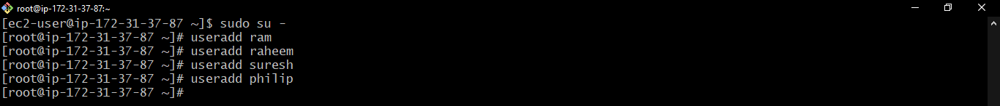 root@ip-172-31-37-87:~
[ec2-user@ip-172-31-37-87 ~]$ sudo su -
[root@ip-172-31-37-87 ~]# useradd ram
[root@ip-172-31-37-87 ~]# useradd raheem
[root@ip-172-31-37-87 ~]# useradd suresh
[root@ip-172-31-37-87 ~]# useradd philip
[root@ip-172-31-37-87 ~]#